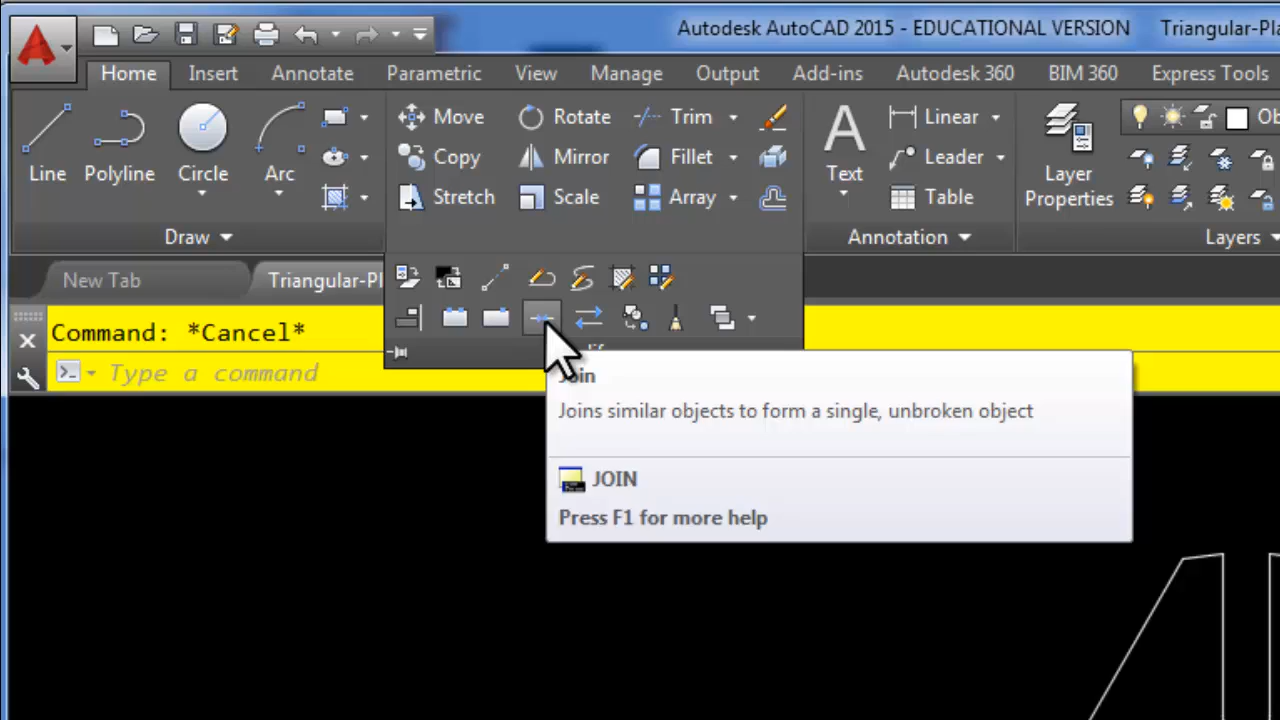 Autodesk AutoCAD 2015 - EDUCATIONAL VERSION Triangular-Pla
Home Insert Annotate Parametric View Manage Output Add-ins Autodesk 360 BIM 360 Express Tools
Move Rotate Trim Linear Ob
Copy Mirror Fillet Leader
Line Polyline Circle Arc Text Layer
Stretch Scale Array Table Properties
Draw Annotation Layers
New Tab Triangular-Pl
Command: *Cancel*
Type a command
Join
Joins similar objects to form a single, unbroken object
JOIN
Press F1 for more help